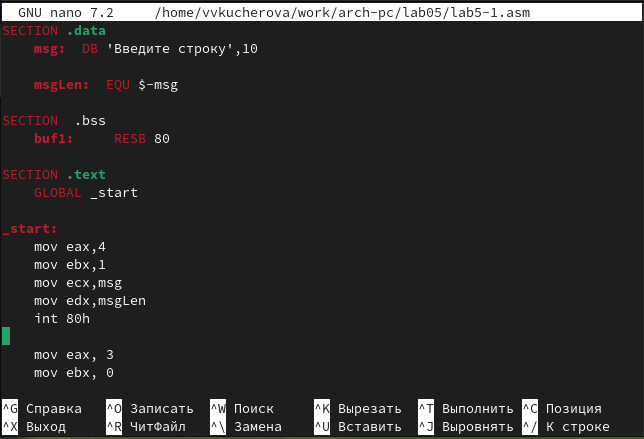 GNU nano 7.2 /home/vvkucherova/work/arch-pc/lab05/lab5-1.asm
SECTION .data
msg: DB 'Введите строку',10
msgLen: EQU $-msg
SECTION .bss
buf1: RESB 80
SECTION .text
GLOBAL _start
_start:
mov eax,4
mov ebx,1
mov ecx,msg
mov edx,msgLen
int 80h
mov eax, 3
mov ebx, 0
^G Справка ^O Записать ^W Поиск ^K Вырезать ^T Выполнить ^C Позиция
^X Выход ^R ЧитФайл ^\ Замена ^U Вставить ^J Выровнять ^/ К строке